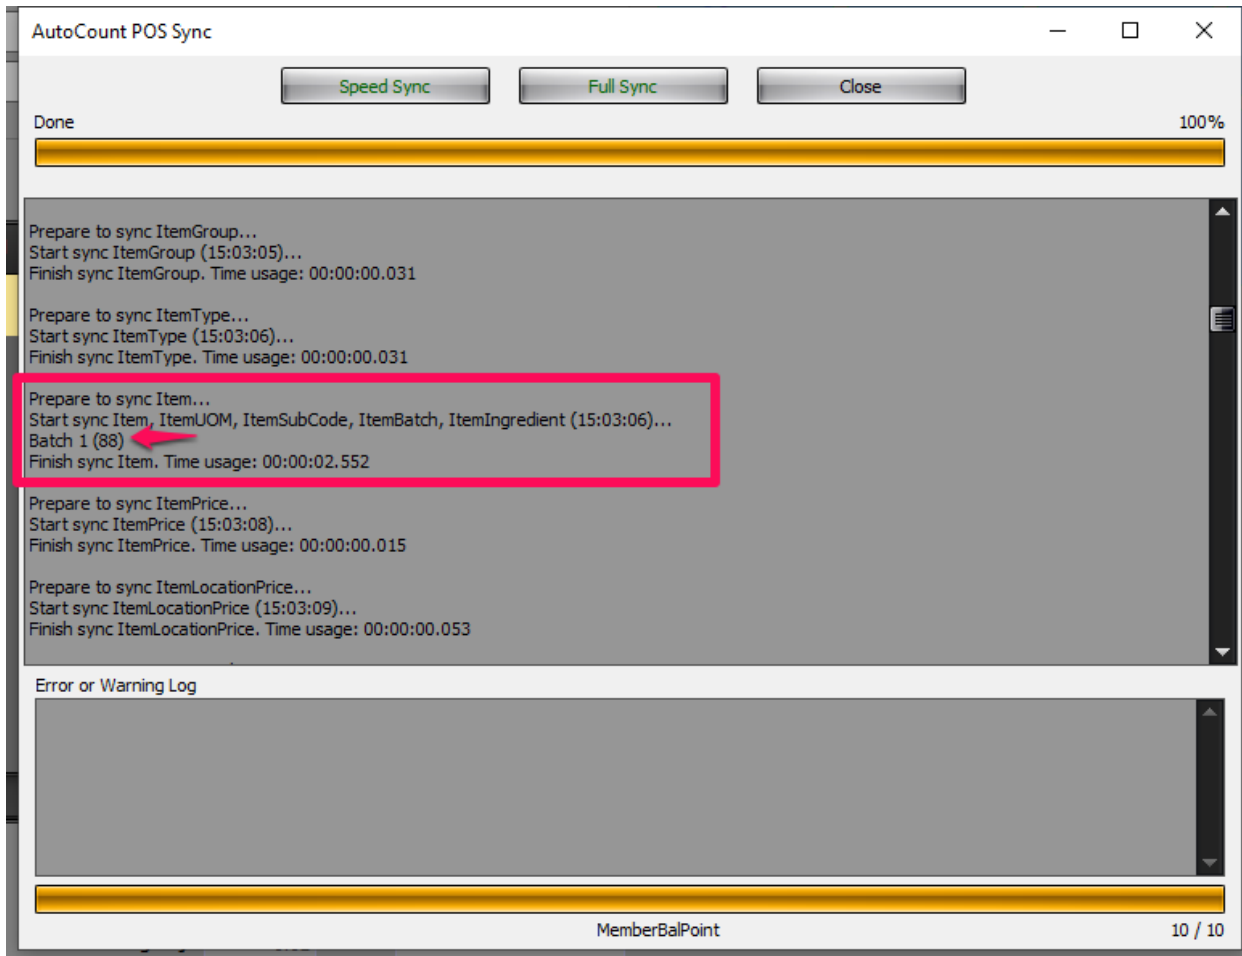 AutoCount POS Sync
Speed Sync Full Sync Close
Done 100%
Prepare to sync ItemGroup...
Start sync ItemGroup (15:03:05)...
Finish sync ItemGroup. Time usage: 00:00:00.031
Prepare to sync ItemType...
Start sync ItemType (15:03:06)...
Finish sync ItemType. Time usage: 00:00:00.031
Prepare to sync Item...
Start sync Item, ItemUOM, ItemSubCode, ItemBatch, ItemIngredient (15:03:06)...
Batch 1 (88)
Finish sync Item. Time usage: 00:00:02.552
Prepare to sync ItemPrice...
Start sync ItemPrice (15:03:08)...
Finish sync ItemPrice. Time usage: 00:00:00.015
Prepare to sync ItemLocationPrice...
Start sync ItemLocationPrice (15:03:09)...
Finish sync ItemLocationPrice. Time usage: 00:00:00.053
Error or Warning Log
MemberBalPoint
10 / 10